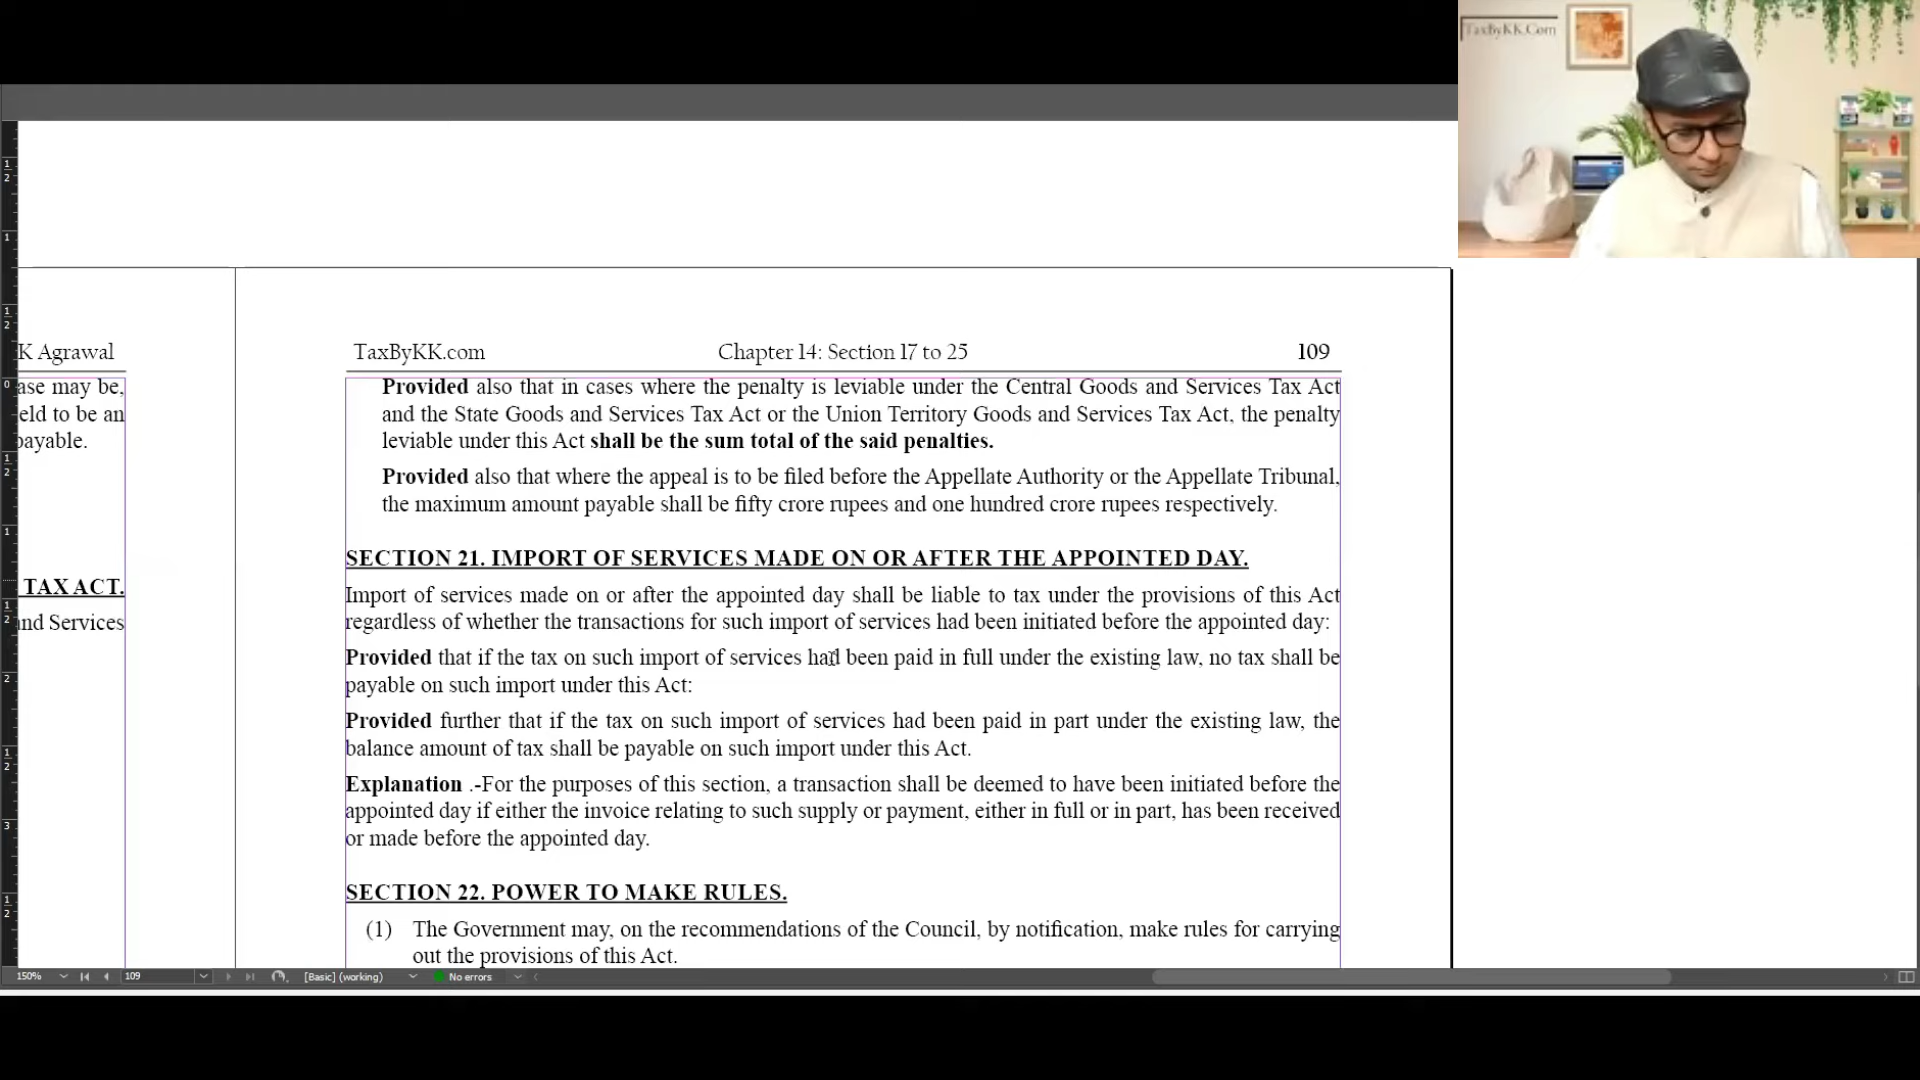 TaxByKK.Com
K Agrawal
ase may be,
eld to be an
payable.
TAX ACT.
nd Services
TaxByKK.com Chapter 14: Section 17 to 25 109
Provided also that in cases where the penalty is leviable under the Central Goods and Services Tax Act
and the State Goods and Services Tax Act or the Union Territory Goods and Services Tax Act, the penalty
leviable under this Act shall be the sum total of the said penalties.
Provided also that where the appeal is to be filed before the Appellate Authority or the Appellate Tribunal,
the maximum amount payable shall be fifty crore rupees and one hundred crore rupees respectively.
SECTION 21. IMPORT OF SERVICES MADE ON OR AFTER THE APPOINTED DAY.
Import of services made on or after the appointed day shall be liable to tax under the provisions of this Act
regardless of whether the transactions for such import of services had been initiated before the appointed day:
Provided that if the tax on such import of services had been paid in full under the existing law, no tax shall be
payable on such import under this Act:
Provided further that if the tax on such import of services had been paid in part under the existing law, the
balance amount of tax shall be payable on such import under this Act.
Explanation .-For the purposes of this section, a transaction shall be deemed to have been initiated before the
appointed day if either the invoice relating to such supply or payment, either in full or in part, has been received
or made before the appointed day.
SECTION 22. POWER TO MAKE RULES.
(1) The Government may, on the recommendations of the Council, by notification, make rules for carrying
out the provisions of this Act.
150% 109 [Basic] (working) No errors